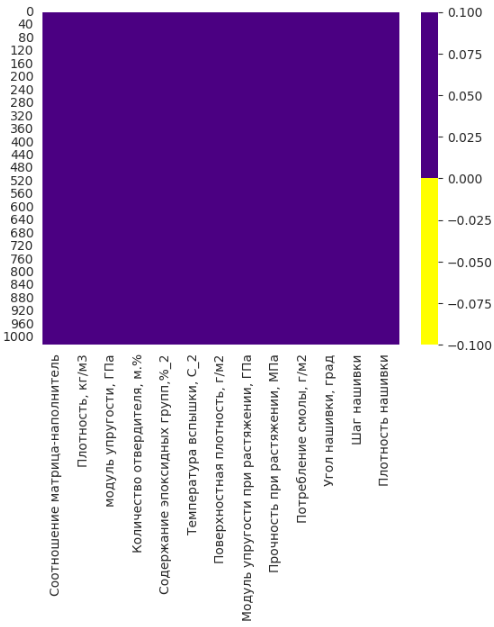 0
40
80
120
160
200
240
280
320
360
400
440
480
520
560
600
640
680
720
760
800
840
880
920
960
1000
0.100
0.075
0.050
0.025
0.000
−0.025
−0.050
−0.075
−0.100
Соотношение матрица-наполнитель
Плотность, кг/м3
модуль упругости, ГПа
Количество отвердителя, м.%
Содержание эпоксидных групп,%_2
Температура вспышки, С_2
Поверхностная плотность, г/м2
Модуль упругости при растяжении, ГПа
Прочность при растяжении, МПа
Потребление смолы, г/м2
Угол нашивки, град
Шаг нашивки
Плотность нашивки